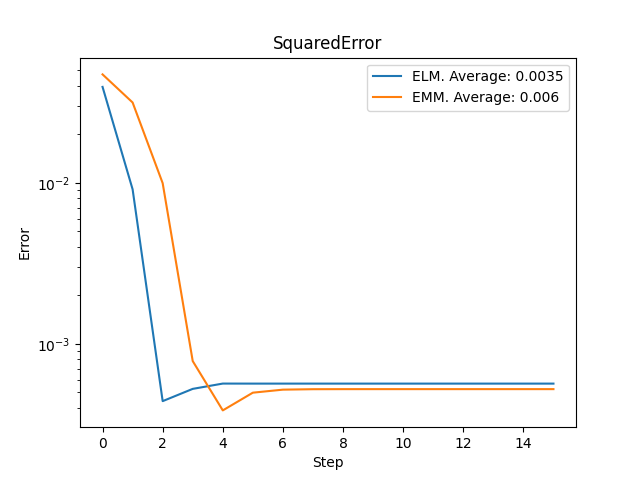 SquaredError
ELM. Average: 0.0035
EMM. Average: 0.006
Error
10⁻²
10⁻³
0 2 4 6 8 10 12 14
Step